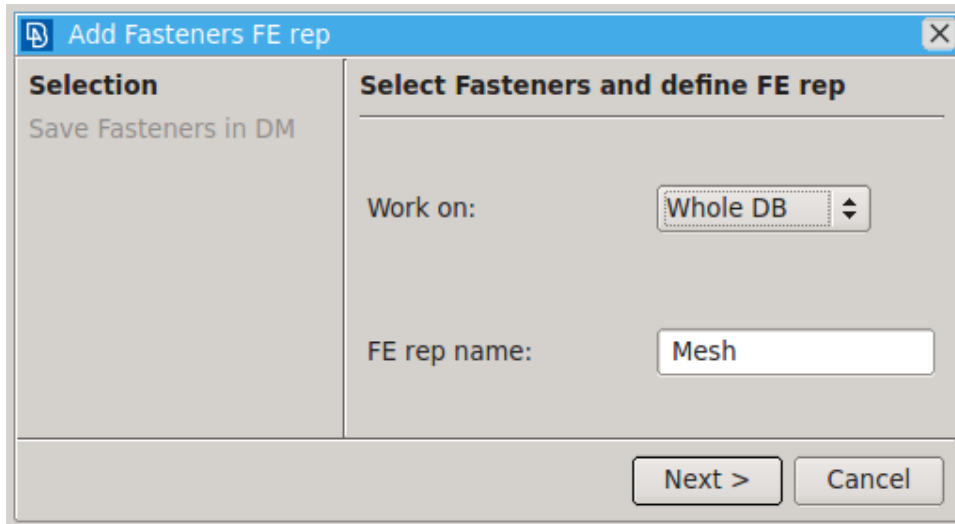 Add Fasteners FE rep
Selection
Save Fasteners in DM
Select Fasteners and define FE rep
Work on:
Whole DB
FE rep name:
Mesh
Next >
Cancel